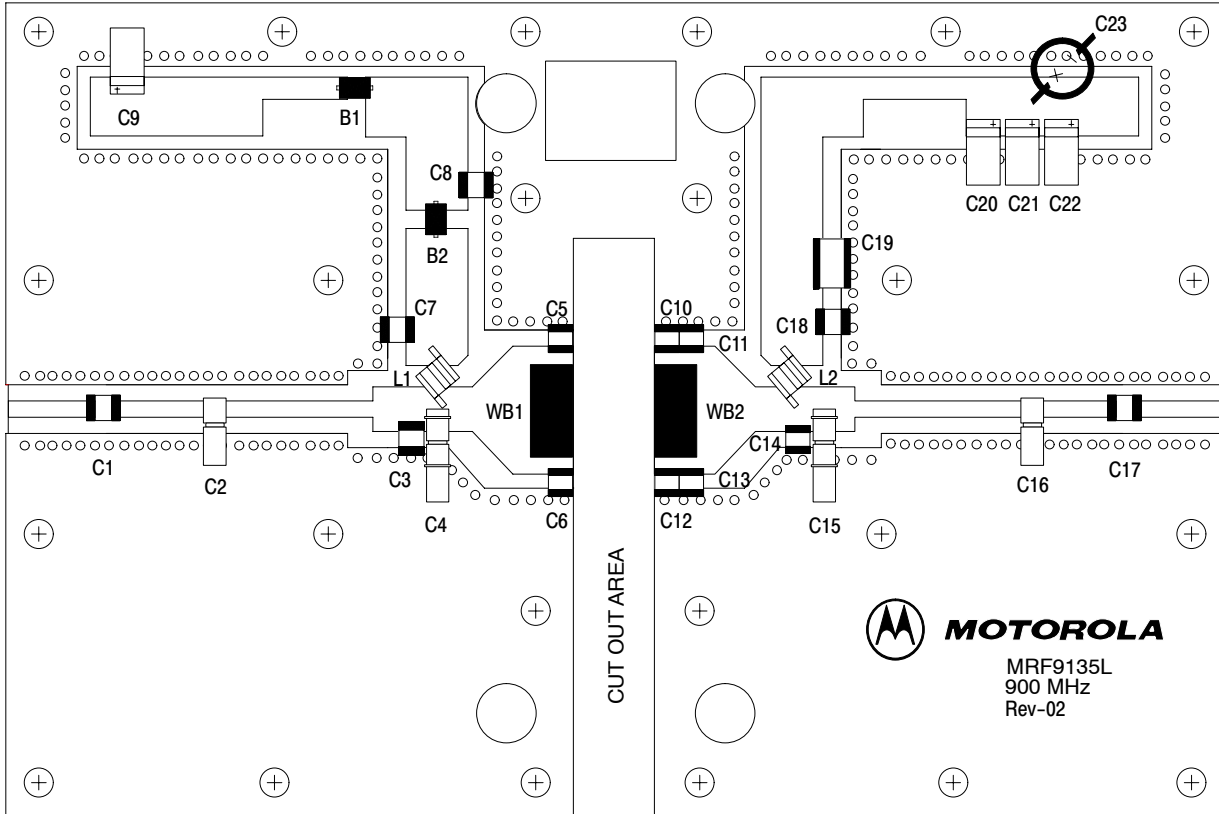 C23
C9
B1
C8
C20 C21 C22
B2
C19
C7
C5
C10
C18
C11
L1
L2
WB1
WB2
C1
C2
C3
C4
C14
C13
C6
C12
C15
C16
C17
CUT OUT AREA
MOTOROLA
MRF9135L
900 MHz
Rev-02